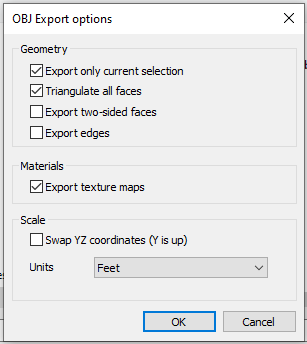 OBJ Export options
Geometry
Export only current selection
Triangulate all faces
Export two-sided faces
Export edges
Materials
Export texture maps
Scale
Swap YZ coordinates (Y is up)
Units Feet
OK Cancel